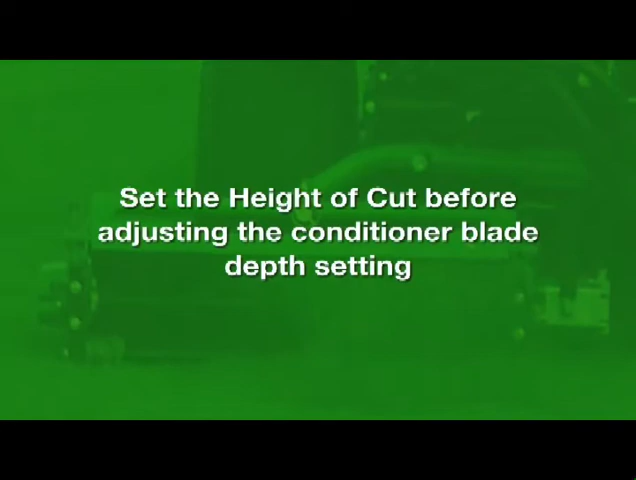 Set the Height of Cut before
adjusting the conditioner blade
depth setting